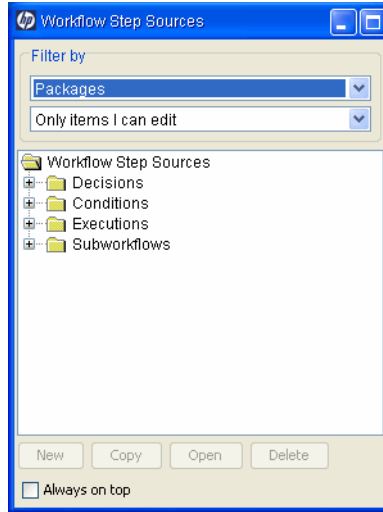 hp Workflow Step Sources
Filter by
Packages
Only items I can edit
Workflow Step Sources
Decisions
Conditions
Executions
Subworkflows
New Copy Open Delete
Always on top